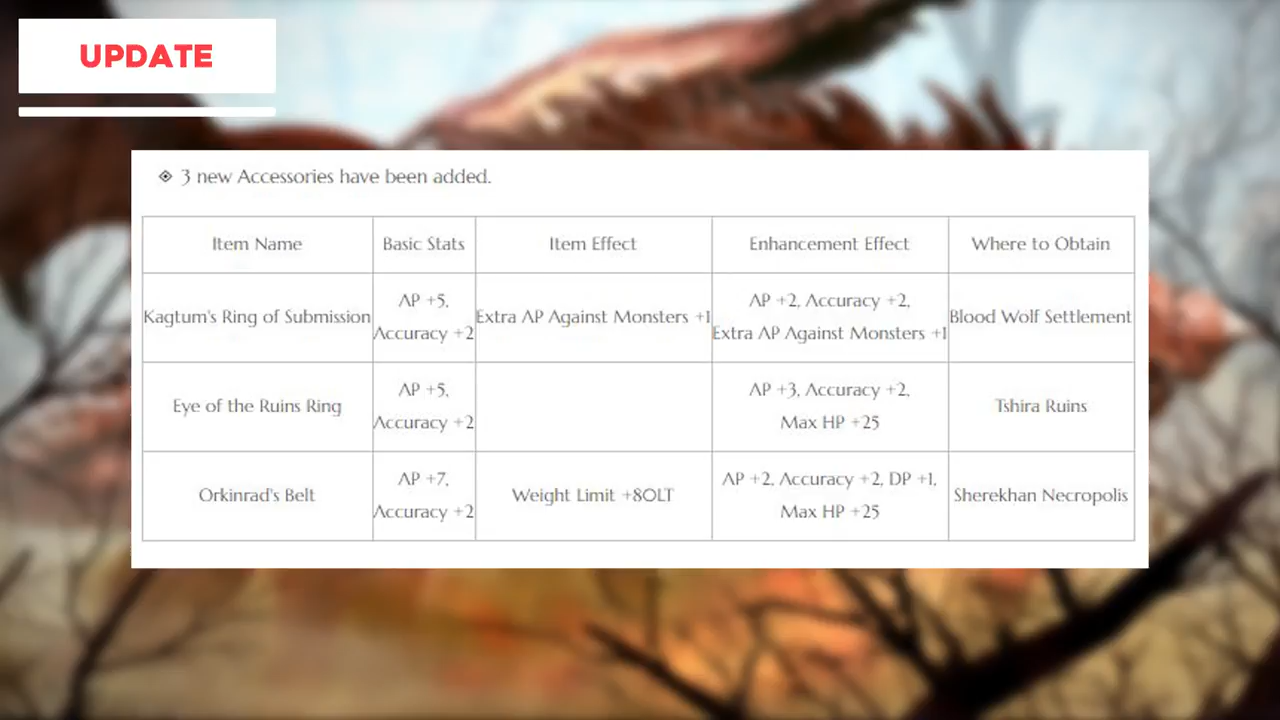 UPDATE
3 new Accessories have been added.
Item Name Basic Stats Item Effect Enhancement Effect Where to Obtain
Kagtum's Ring of Submission AP +5, Accuracy +2 Extra AP Against Monsters +1 AP +2, Accuracy +2, Extra AP Against Monsters +1 Blood Wolf Settlement
Eye of the Ruins Ring AP +5, Accuracy +2 AP +3, Accuracy +2, Max HP +25 Tshira Ruins
Orkinrad's Belt AP +7, Accuracy +2 Weight Limit +80LT AP +2, Accuracy +2, DP +1, Max HP +25 Sherekhan Necropolis